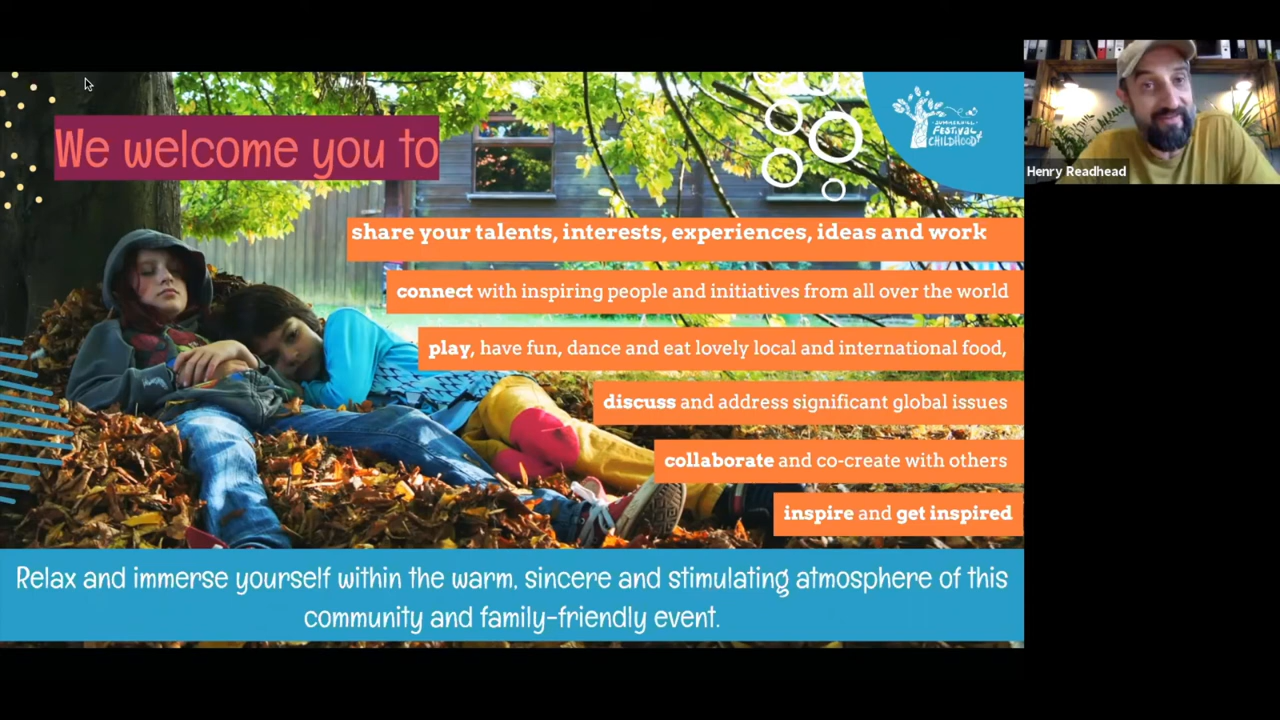 We welcome you to
SUMMERHILL
FESTIVAL
CHILDHOOD
Henry Readhead
share your talents, interests, experiences, ideas and work
connect with inspiring people and initiatives from all over the world
play, have fun, dance and eat lovely local and international food,
discuss and address significant global issues
collaborate and co-create with others
inspire and get inspired
Relax and immerse yourself within the warm, sincere and stimulating atmosphere of this
community and family-friendly event.